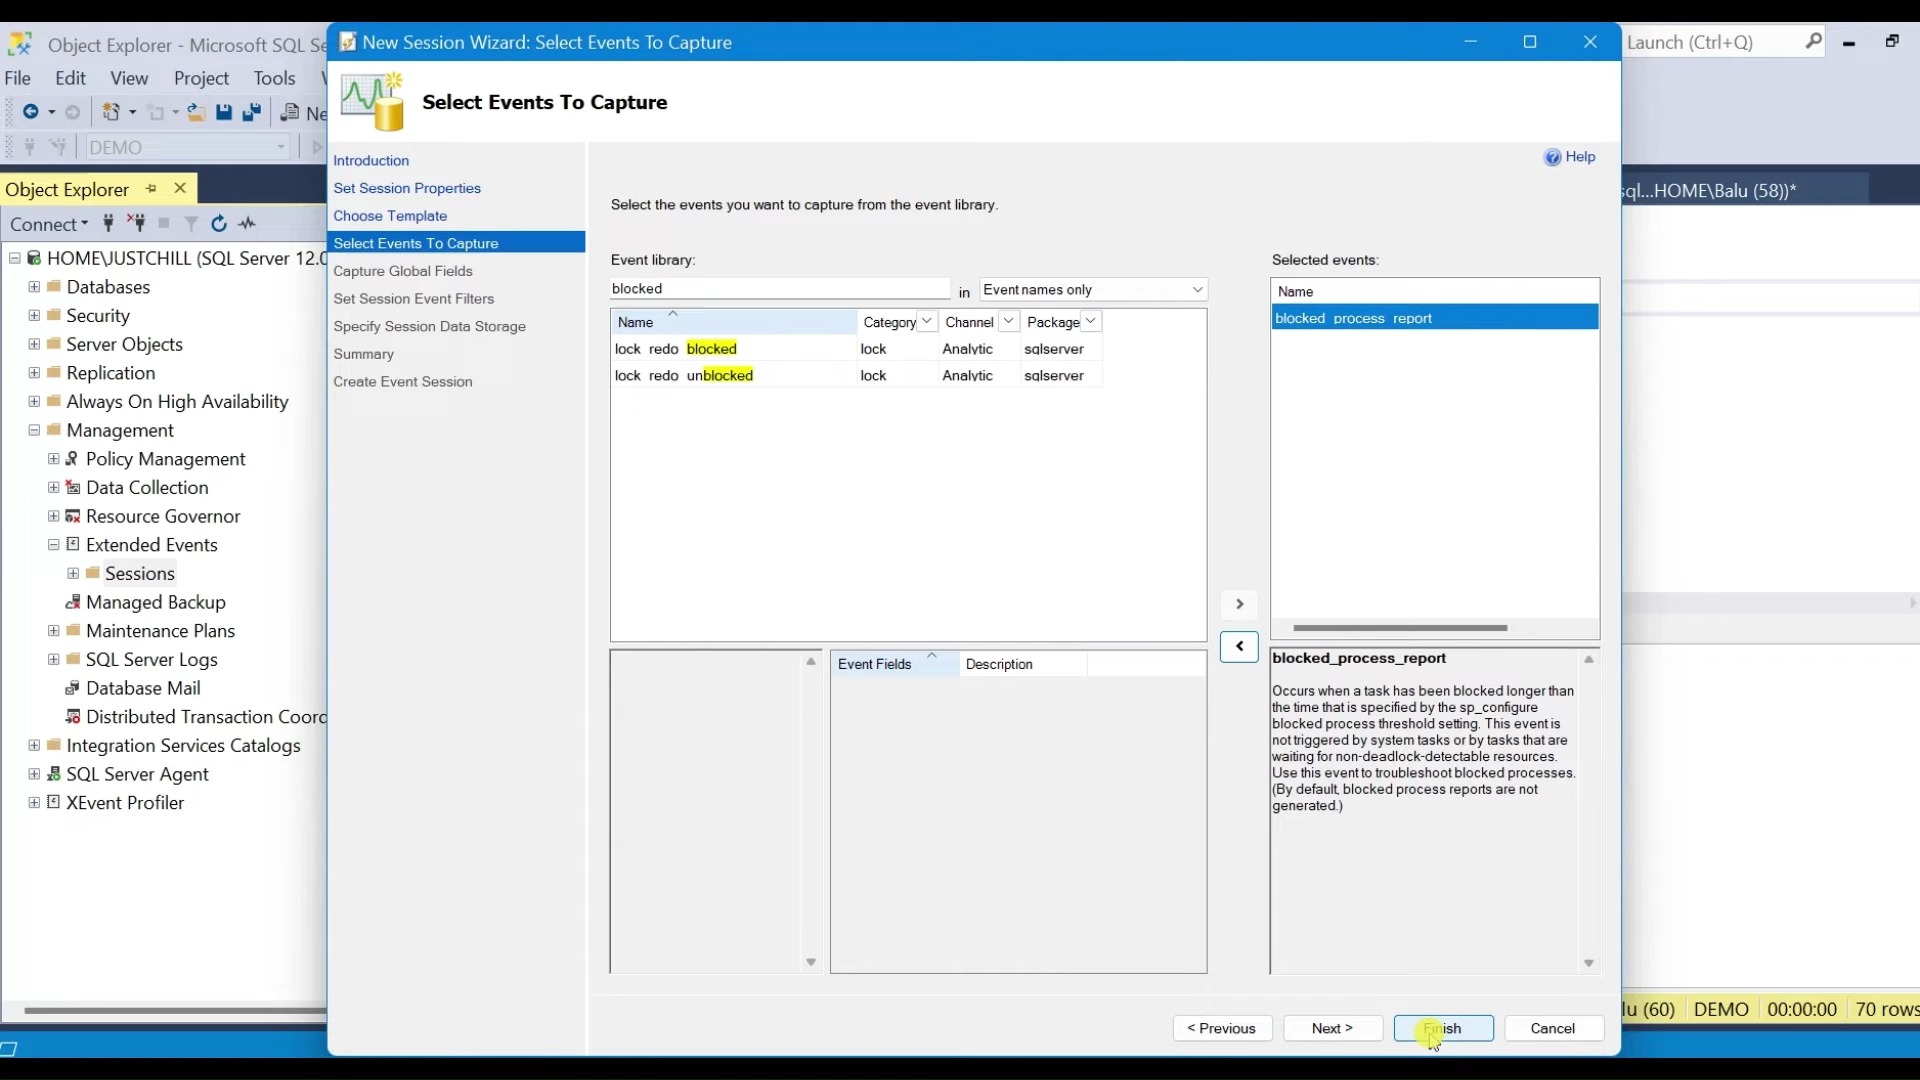 Object Explorer - Microsoft SQL Se
New Session Wizard: Select Events To Capture
Launch (Ctrl+Q)
File Edit View Project Tools
Select Events To Capture
Ne
DEMO
Introduction
Help
Object Explorer
Set Session Properties
sql...HOME\Balu (58))*
Choose Template
Select the events you want to capture from the event library.
Connect
Select Events To Capture
HOME\JUSTCHILL (SQL Server 12.0
Event library:
Selected events:
Capture Global Fields
Databases
blocked in Event names only
Name
Set Session Event Filters
Security
Name Category Channel Package
blocked_process_report
Specify Session Data Storage
Server Objects
lock_redo_blocked lock Analytic sqlserver
Summary
Replication
lock_redo_unblocked lock Analytic sqlserver
Create Event Session
Always On High Availability
Management
Policy Management
Data Collection
Resource Governor
Extended Events
Sessions
Managed Backup
>
Maintenance Plans
<
SQL Server Logs
Event Fields Description
blocked_process_report
Database Mail
Occurs when a task has been blocked longer than
the time that is specified by the sp_configure
blocked process threshold setting. This event is
not triggered by system tasks or by tasks that are
waiting for non-deadlock-detectable resources.
Use this event to troubleshoot blocked processes.
(By default, blocked process reports are not
generated.)
Distributed Transaction Coord
Integration Services Catalogs
SQL Server Agent
XEvent Profiler
lu (60) DEMO 00:00:00 70 rows
< Previous Next > Finish Cancel